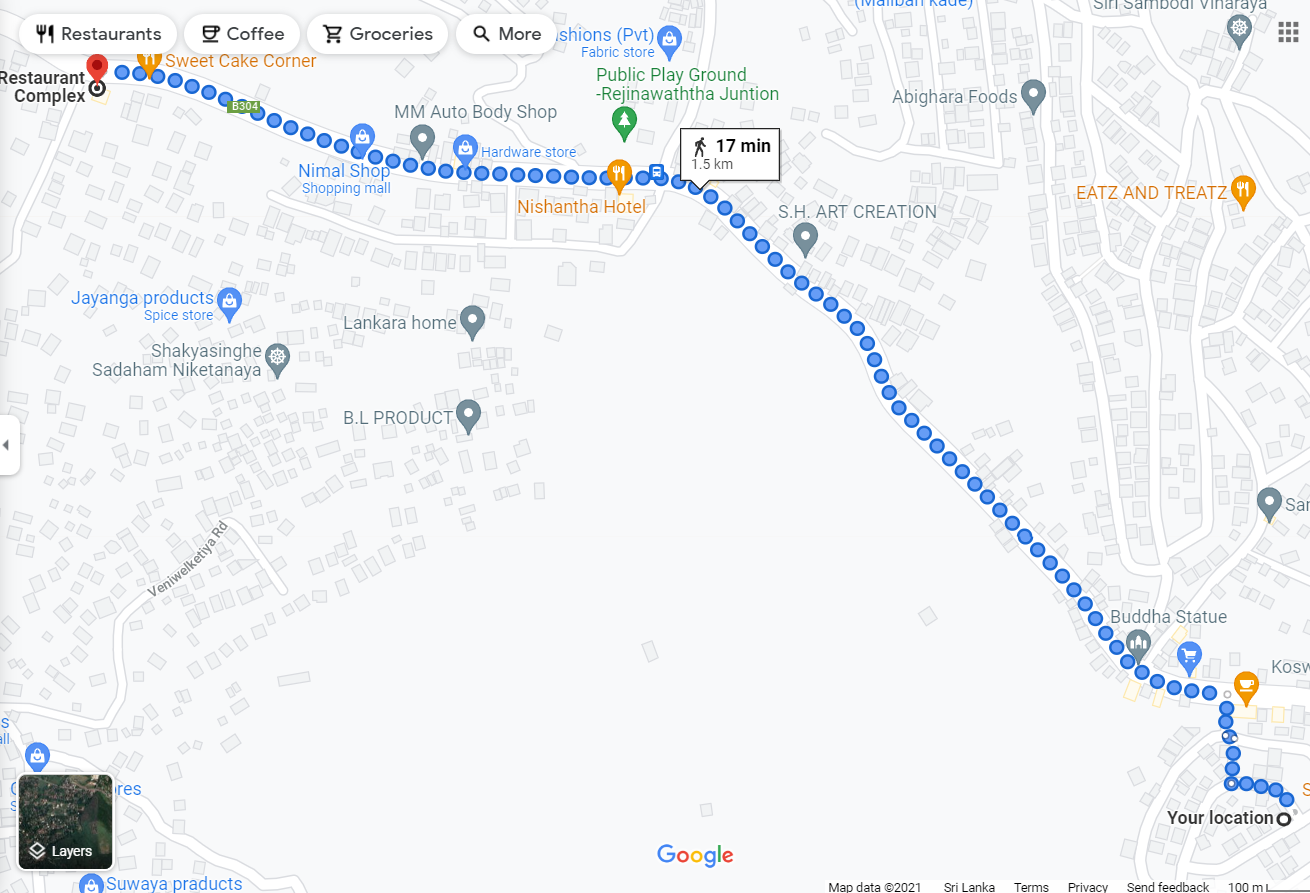 (Maliban kade)
Siri Sambodi Viharaya
Restaurants
Coffee
Groceries
More
shions (Pvt)
Fabric store
Sweet Cake Corner
Restaurant
Complex
Public Play Ground
-Rejinawaththa Juntion
Abighara Foods
B304
MM Auto Body Shop
Hardware store
17 min
1.5 km
Nimal Shop
Shopping mall
EATZ AND TREATZ
Nishantha Hotel
S.H. ART CREATION
Jayanga products
Spice store
Lankara home
Shakyasinghe
Sadaham Niketanaya
B.L PRODUCT
Veniwelketiya Rd
Sar
Buddha Statue
Kosw
Your location
Layers
Google
Suwaya praducts
Map data ©2021
Sri Lanka
Terms
Privacy
Send feedback
100 m